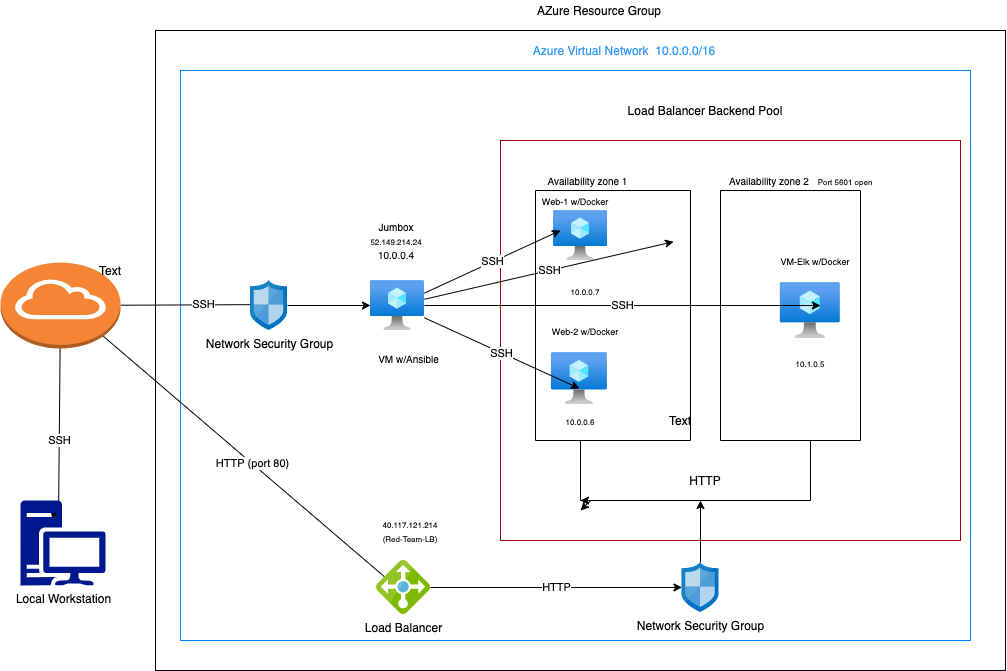 AZure Resource Group
Azure Virtual Network 10.0.0.0/16
Load Balancer Backend Pool
Availability zone 1
Availability zone 2 Port 5601 open
Web-1 w/Docker
Jumbox
52.149.214.24
10.0.0.4
SSH
SSH
VM-Elk w/Docker
Text
10.0.0.7
SSH
SSH
Web-2 w/Docker
Network Security Group
SSH
VM w/Ansible
10.1.0.5
10.0.0.6
Text
SSH
HTTP (port 80)
HTTP
40.117.121.214
(Red-Team-LB)
HTTP
Local Workstation
Load Balancer
Network Security Group